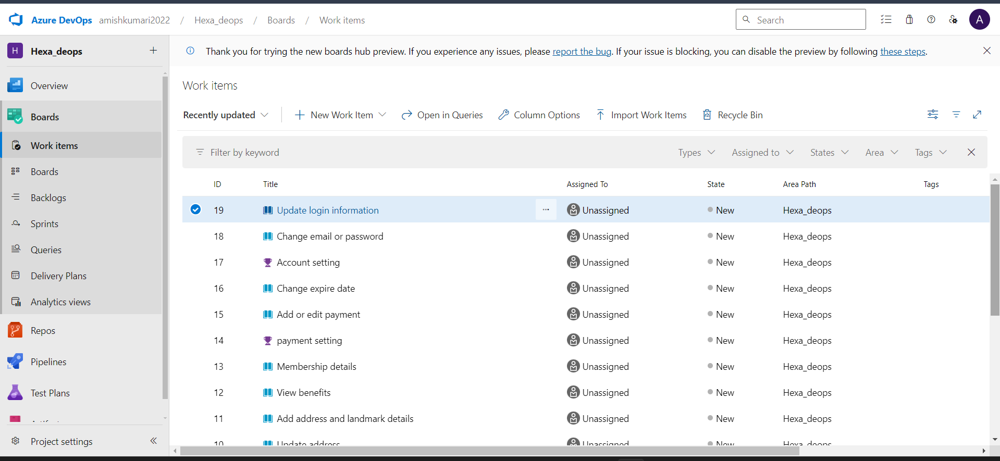 Azure DevOps amishkumari2022 / Hexa_deops / Boards / Work items
Search
A
H Hexa_deops
Overview
Boards
Work items
Boards
Backlogs
Sprints
Queries
Delivery Plans
Analytics views
Repos
Pipelines
Test Plans
Project settings
Thank you for trying the new boards hub preview. If you experience any issues, please report the bug. If your issue is blocking, you can disable the preview by following these steps.
Work items
Recently updated New Work Item Open in Queries Column Options Import Work Items Recycle Bin
Filter by keyword Types Assigned to States Area Tags
ID Title Assigned To State Area Path Tags
19 Update login information ... Unassigned New Hexa_deops
18 Change email or password Unassigned New Hexa_deops
17 Account setting Unassigned New Hexa_deops
16 Change expire date Unassigned New Hexa_deops
15 Add or edit payment Unassigned New Hexa_deops
14 payment setting Unassigned New Hexa_deops
13 Membership details Unassigned New Hexa_deops
12 View benefits Unassigned New Hexa_deops
11 Add address and landmark details Unassigned New Hexa_deops
10 Update address Unassigned New Hexa_deops